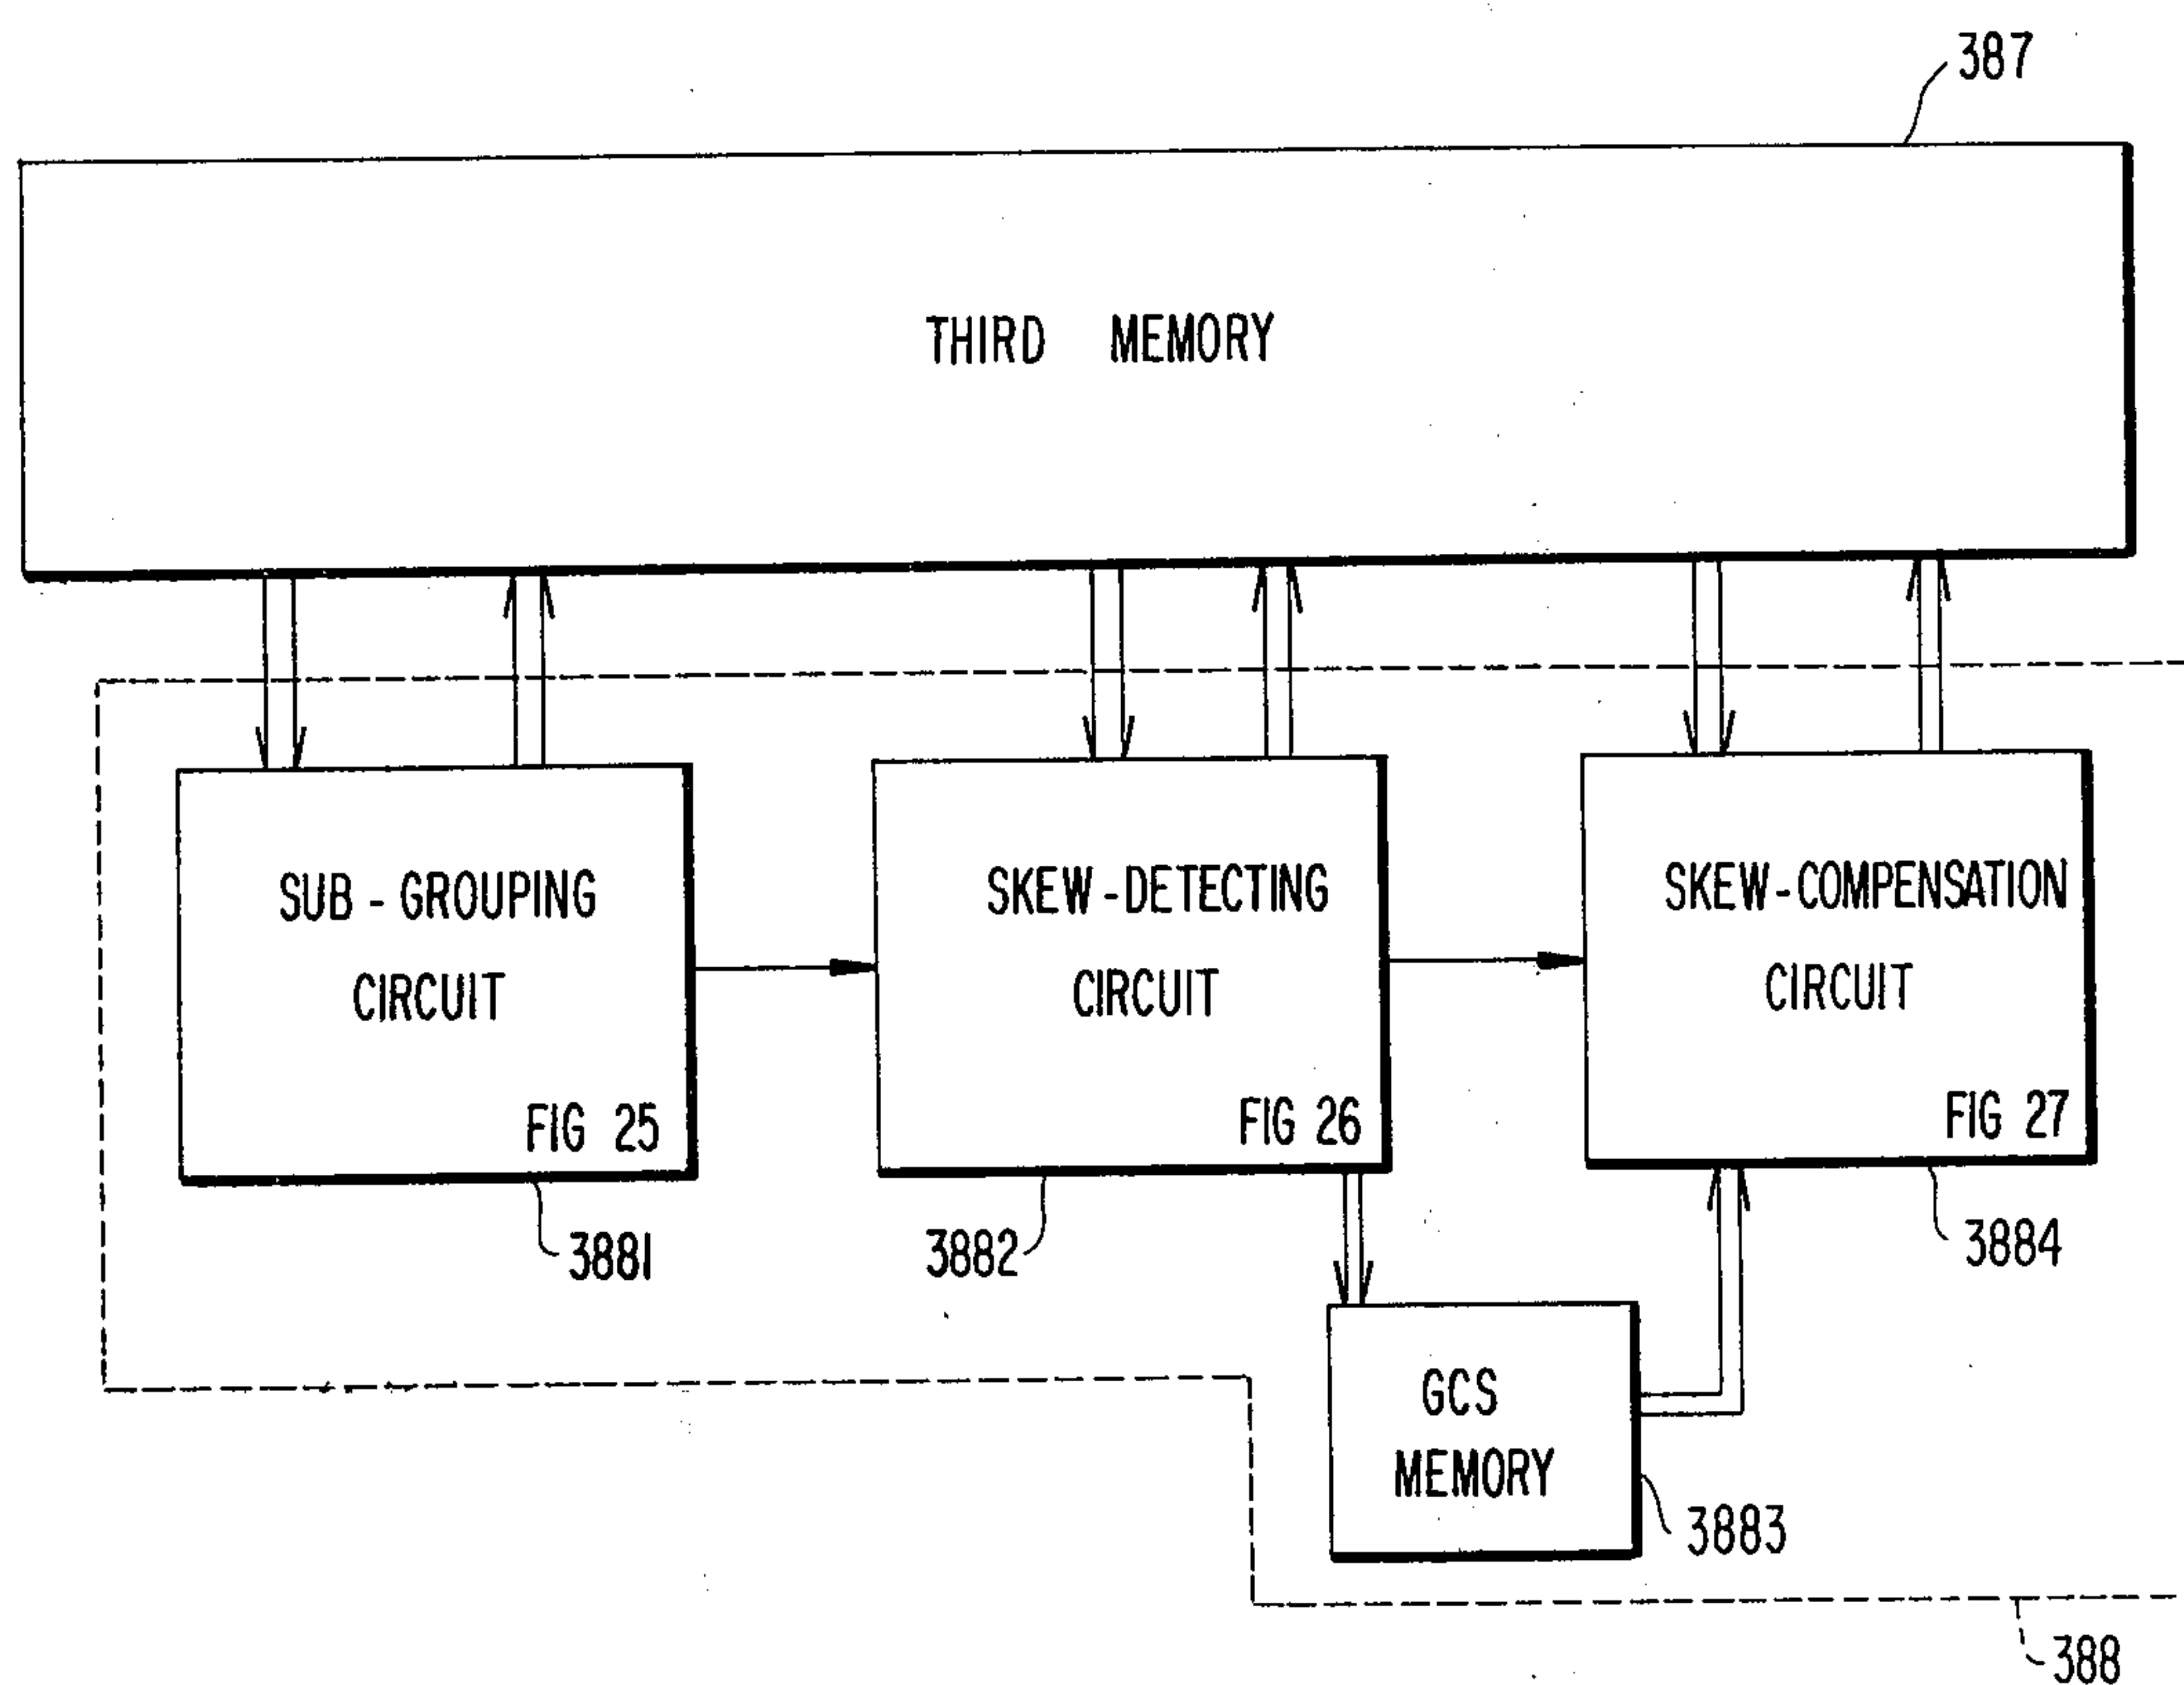 387
THIRD MEMORY
SUB-GROUPING
CIRCUIT
FIG 25
3881
SKEW-DETECTING
CIRCUIT
FIG 26
3882
SKEW-COMPENSATION
CIRCUIT
FIG 27
3884
GCS
MEMORY
3883
388